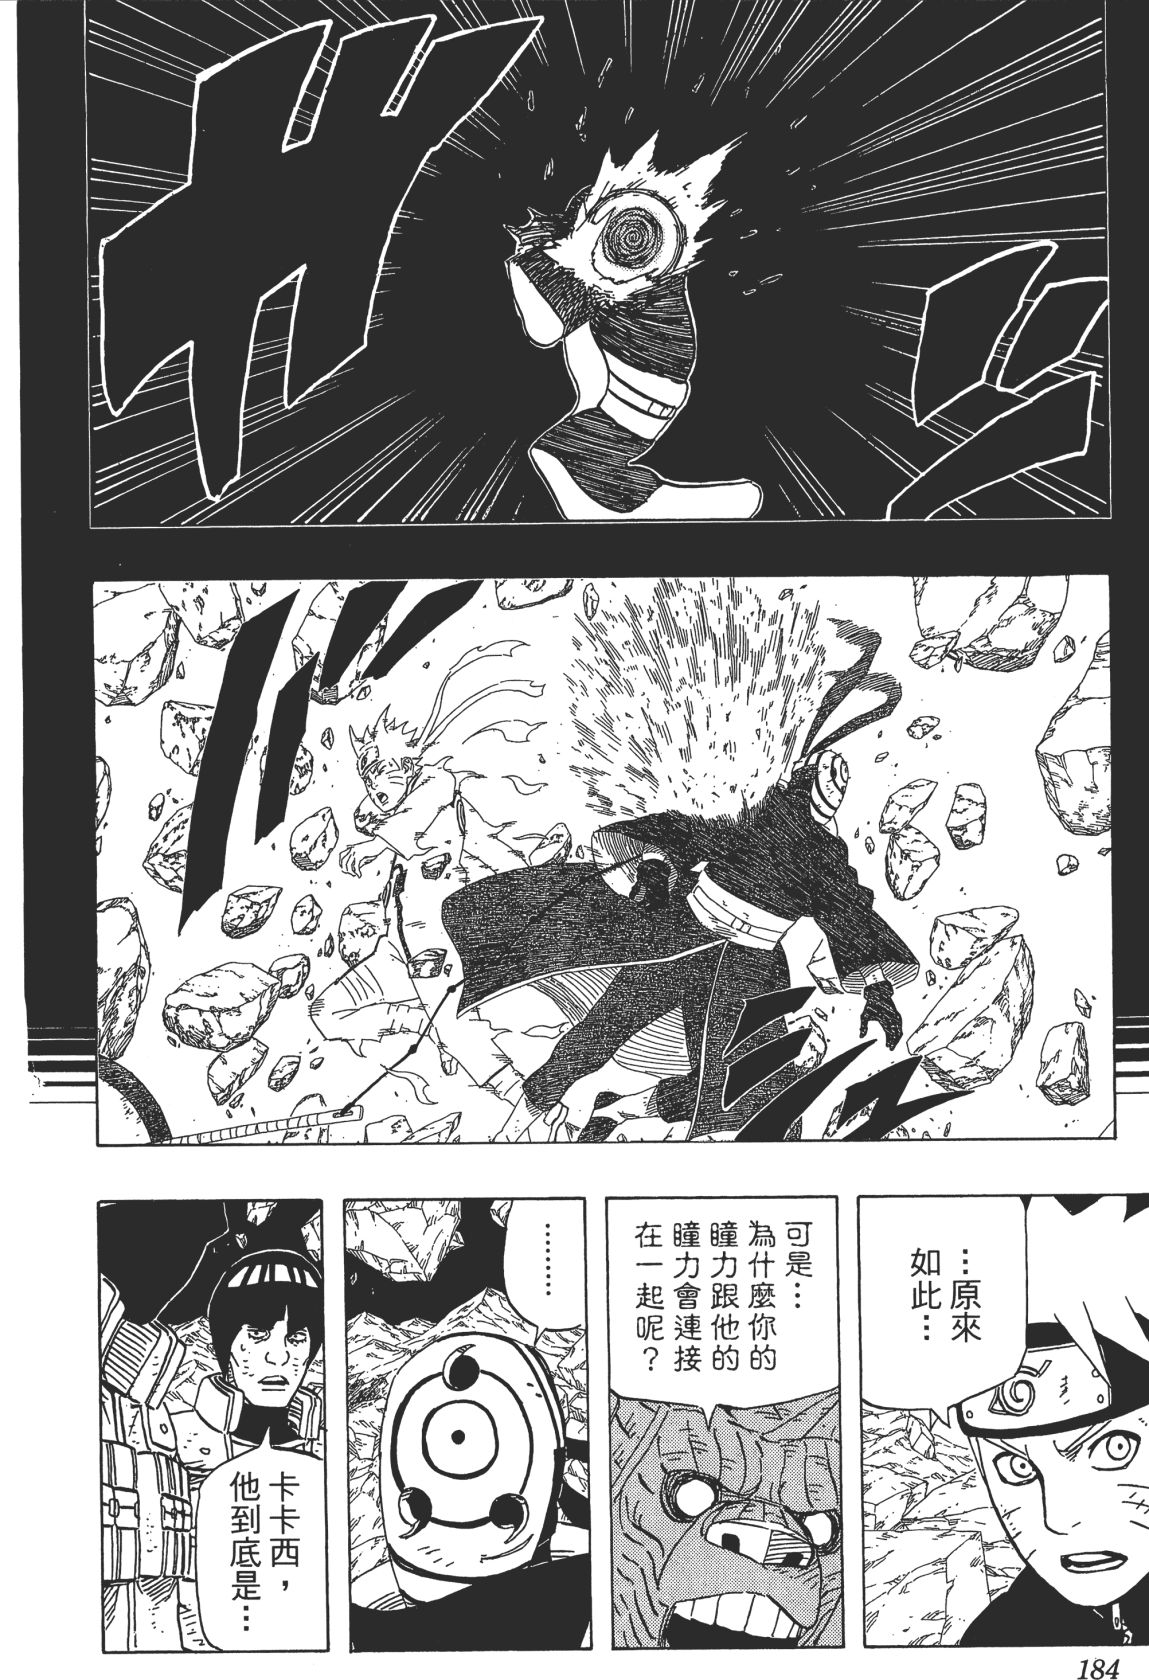 …原來
如此…
可是…
為什麼你的
瞳力跟他的
瞳力會連接
在一起呢？
………
卡卡西，
他到底是…
184